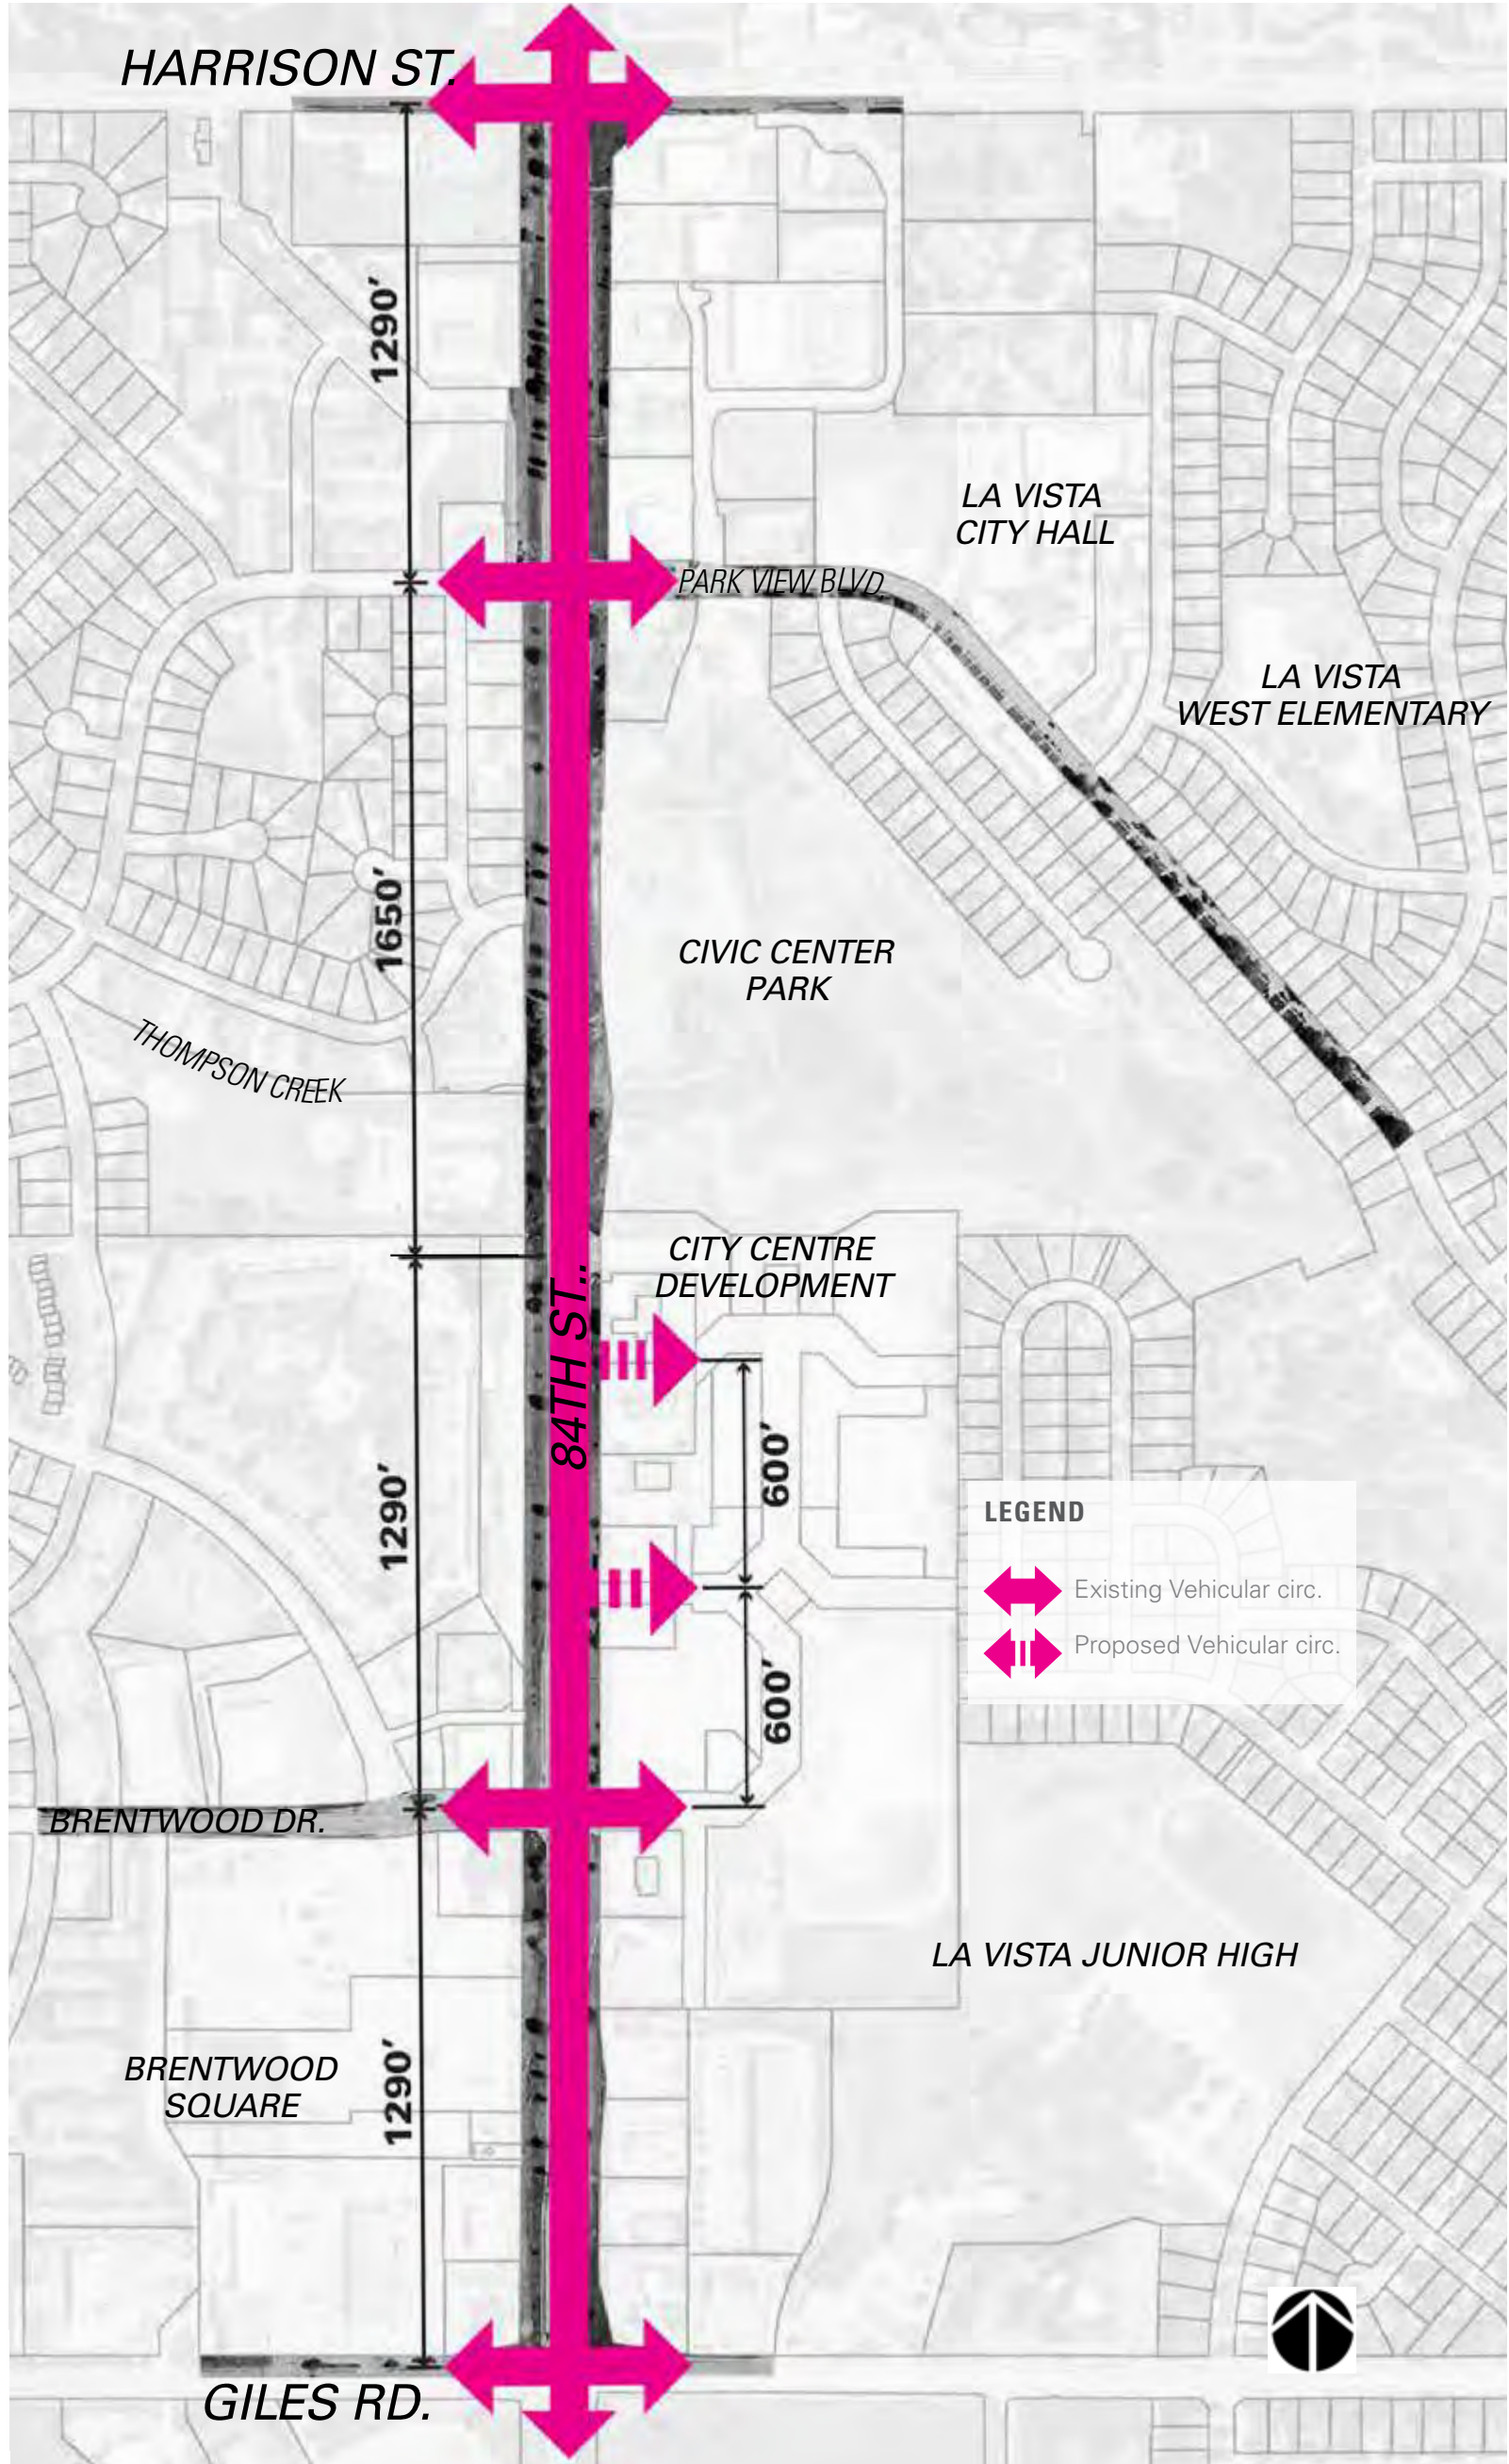 HARRISON ST.
1290’
LA VISTA
CITY HALL
PARK VIEW BLVD
LA VISTA
WEST ELEMENTARY
1650’
CIVIC CENTER
PARK
THOMPSON CREEK
CITY CENTRE
DEVELOPMENT
84TH ST..
600’
1290’
LEGEND
Existing Vehicular circ.
Proposed Vehicular circ.
600’
BRENTWOOD DR.
LA VISTA JUNIOR HIGH
1290’
BRENTWOOD
SQUARE
GILES RD.